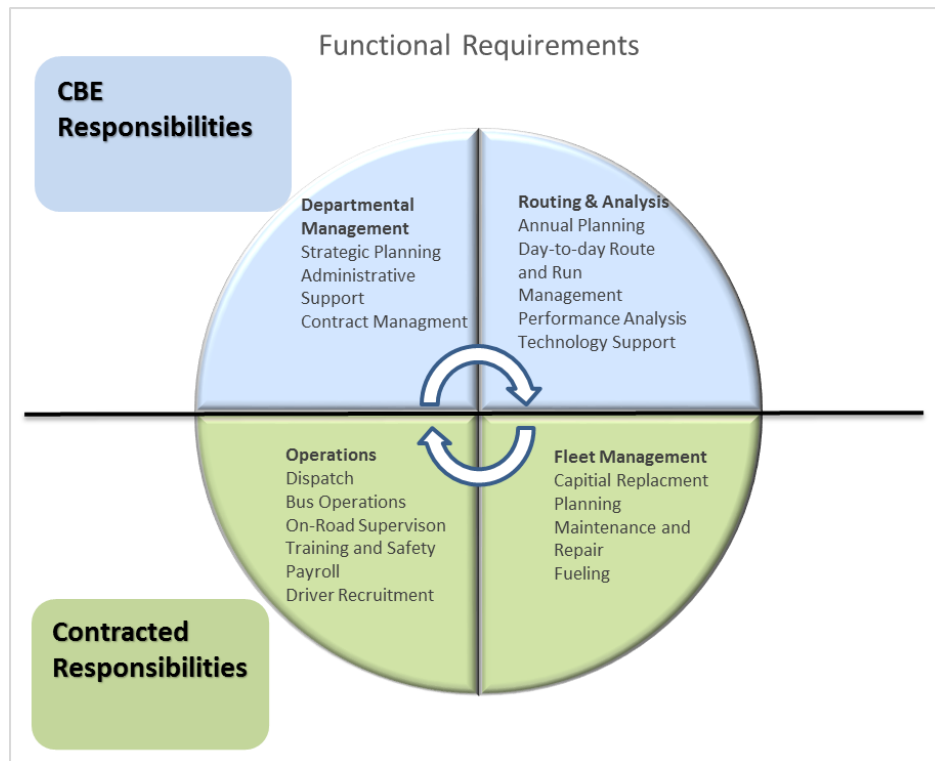 Functional Requirements
CBE
Responsibilities
Departmental
Management
Strategic Planning
Administrative
Support
Contract Managment
Routing & Analysis
Annual Planning
Day-to-day Route
and Run
Management
Performance Analysis
Technology Support
Operations
Dispatch
Bus Operations
On-Road Supervison
Training and Safety
Payroll
Driver Recruitment
Fleet Management
Capitial Replacment
Planning
Maintenance and
Repair
Fueling
Contracted
Responsibilities